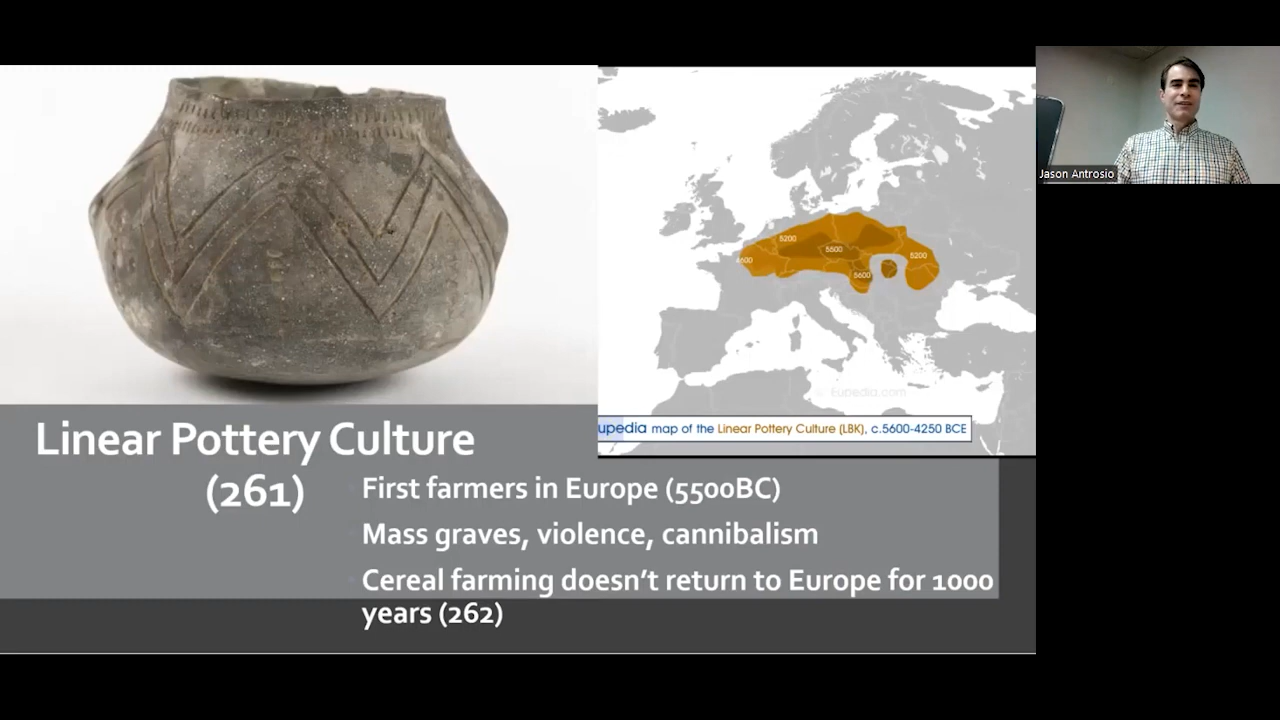 Linear Pottery Culture
(261)
First farmers in Europe (5500BC)
Mass graves, violence, cannibalism
Cereal farming doesn't return to Europe for 1000
years (262)
5200
5500
5200
5600
Eupedia.com
upedia map of the Linear Pottery Culture (LBK), c.5600-4250 BCE
Jason Antrosio